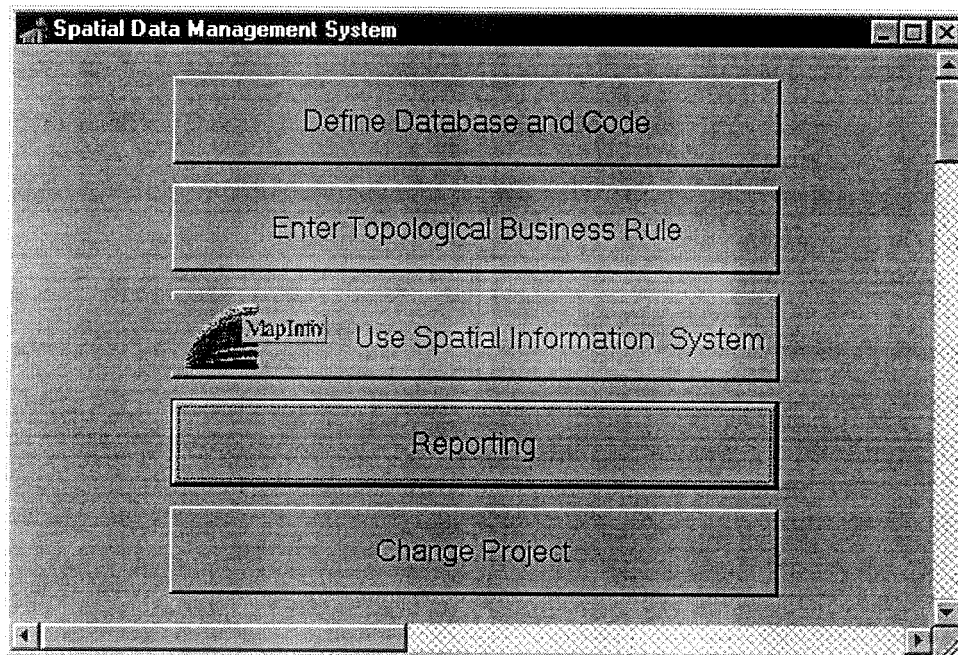 Spatial Data Management System
Define Database and Code
Enter Topological Business Rule
MapInfo
Use Spatial Information System
Reporting
Change Project